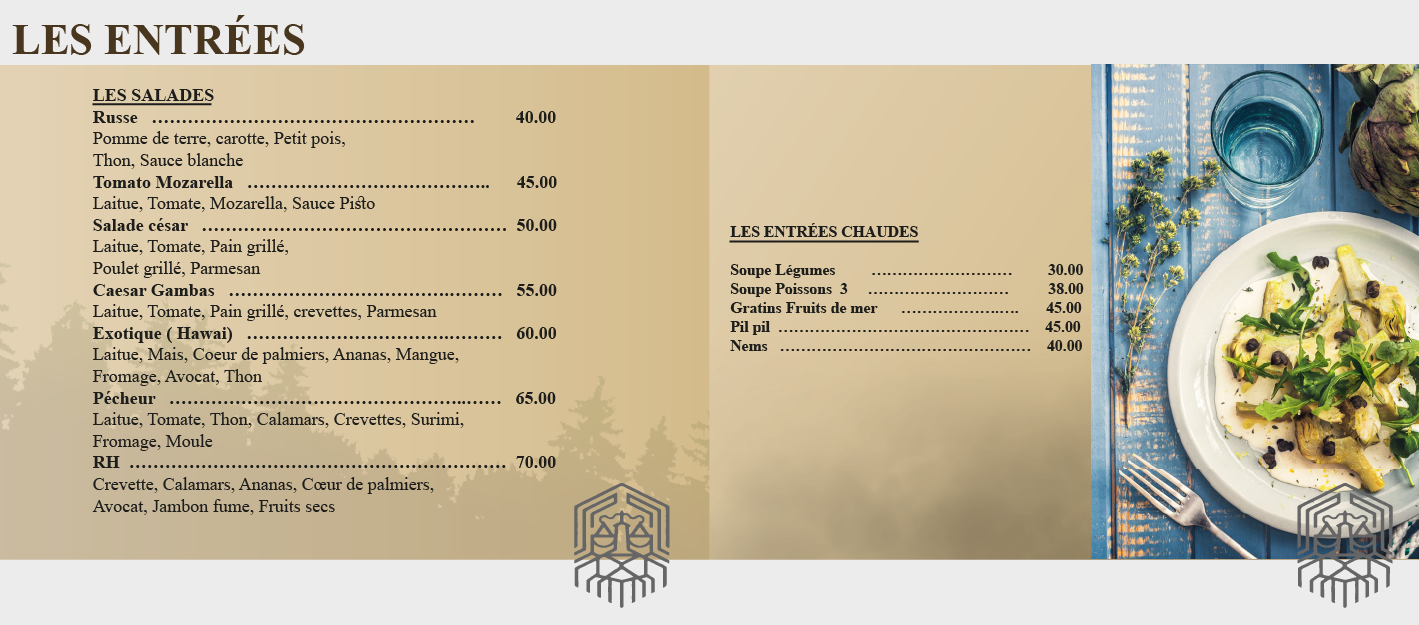 LES ENTRÉES
LES SALADES
Russe ...................................................... 40.00
Pomme de terre, carotte, Petit pois,
Thon, Sauce blanche
Tomato Mozarella ......................................... 45.00
Laitue, Tomate, Mozarella, Sauce Pisto
Salade césar ................................................... 50.00
Laitue, Tomate, Pain grillé,
Poulet grillé, Parmesan
Caesar Gambas .............................................. 55.00
Laitue, Tomate, Pain grillé, crevettes, Parmesan
Exotique ( Hawai) ........................................... 60.00
Laitue, Mais, Coeur de palmiers, Ananas, Mangue,
Fromage, Avocat, Thon
Pécheur ........................................................ 65.00
Laitue, Tomate, Thon, Calamars, Crevettes, Surimi,
Fromage, Moule
RH ............................................................... 70.00
Crevette, Calamars, Ananas, Cœur de palmiers,
Avocat, Jambon fume, Fruits secs
LES ENTRÉES CHAUDES
Soupe Légumes .............................. 30.00
Soupe Poissons 3 .............................. 38.00
Gratins Fruits de mer ......................... 45.00
Pil pil ..................................................... 45.00
Nems ..................................................... 40.00